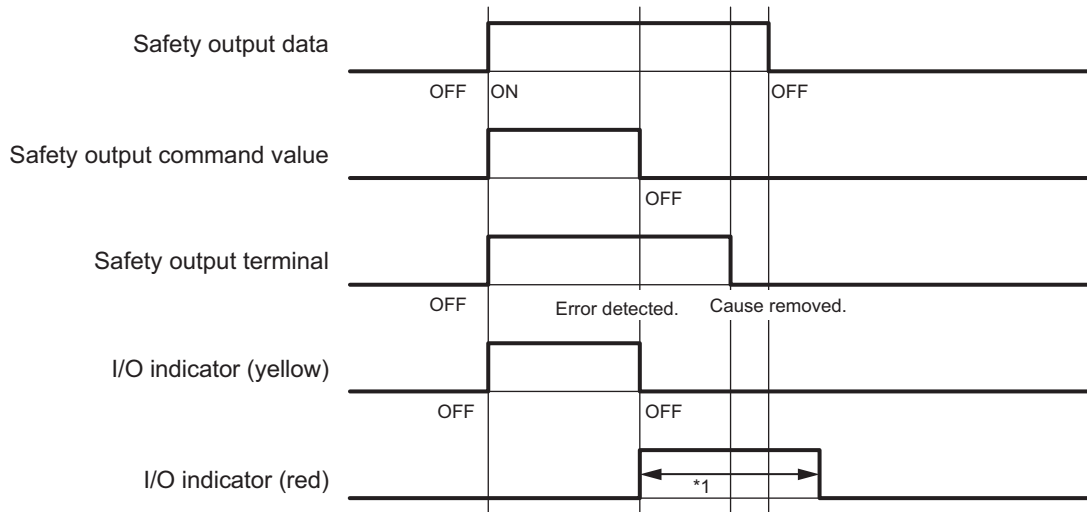 Safety output data
OFF ON OFF
Safety output command value
OFF
Safety output terminal
OFF Error detected. Cause removed.
I/O indicator (yellow)
OFF OFF
I/O indicator (red)
*1